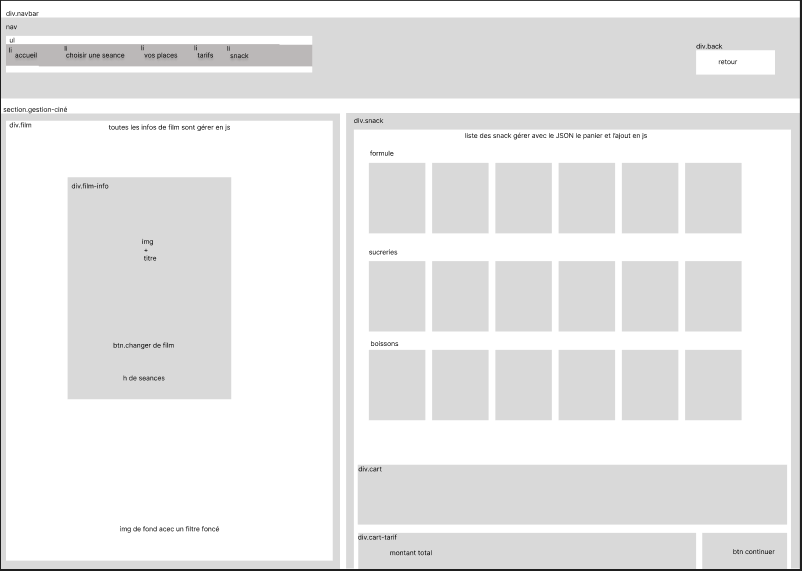 div.navbar
nav
ul
li
accueil
li
choisir une seance
li
vos places
li
tarifs
li
snack
div.back
retour
section.gestion-ciné
div.film
toutes les infos de film sont gérer en js
div.film-info
img
+
titre
btn.changer de film
h de seances
img de fond acec un filtre foncé
div.snack
liste des snack gérer avec le JSON le panier et l'ajout en js
formule
sucreries
boissons
div.cart
div.cart-tarif
montant total
btn continuer